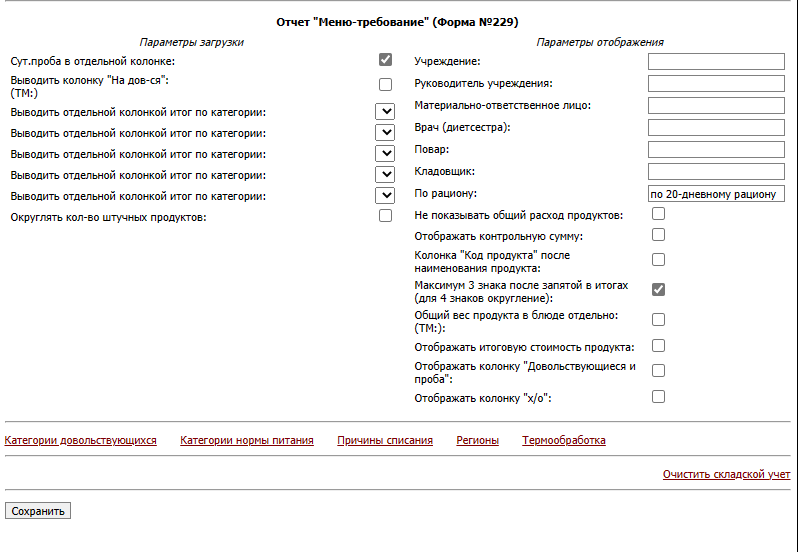 Отчет "Меню-требование" (Форма №229)
Параметры загрузки
Сут.проба в отдельной колонке:
Выводить колонку "На дов-ся":
(ТМ:)
Выводить отдельной колонкой итог по категории:
Выводить отдельной колонкой итог по категории:
Выводить отдельной колонкой итог по категории:
Выводить отдельной колонкой итог по категории:
Выводить отдельной колонкой итог по категории:
Округлять кол-во штучных продуктов:
Параметры отображения
Учреждение:
Руководитель учреждения:
Материально-ответственное лицо:
Врач (диетсестра):
Повар:
Кладовщик:
По рациону: по 20-дневному рациону
Не показывать общий расход продуктов:
Отображать контрольную сумму:
Колонка "Код продукта" после
наименования продукта:
Максимум 3 знака после запятой в итогах
(для 4 знаков округление):
Общий вес продукта в блюде отдельно:
(ТМ:):
Отображать итоговую стоимость продукта:
Отображать колонку "Довольствующиеся и
проба":
Отображать колонку "х/о":
Категории довольствующихся Категории нормы питания Причины списания Регионы Термообработка
Очистить складской учет
Сохранить